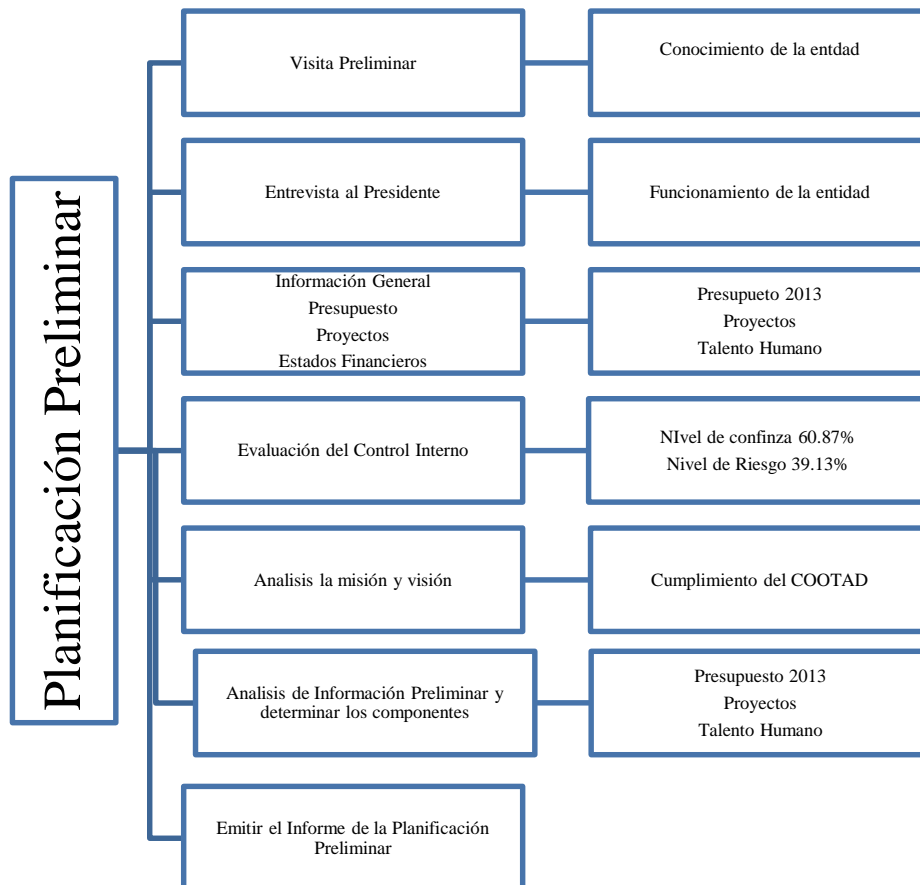 Planificación Preliminar
Visita Preliminar
Conocimiento de la entdad
Entrevista al Presidente
Funcionamiento de la entidad
Información General
Presupuesto
Proyectos
Estados Financieros
Presupueto 2013
Proyectos
Talento Humano
Evaluación del Control Interno
NIvel de confinza 60.87%
Nivel de Riesgo 39.13%
Analisis la misión y visión
Cumplimiento del COOTAD
Analisis de Información Preliminar y
determinar los componentes
Presupuesto 2013
Proyectos
Talento Humano
Emitir el Informe de la Planificación
Preliminar